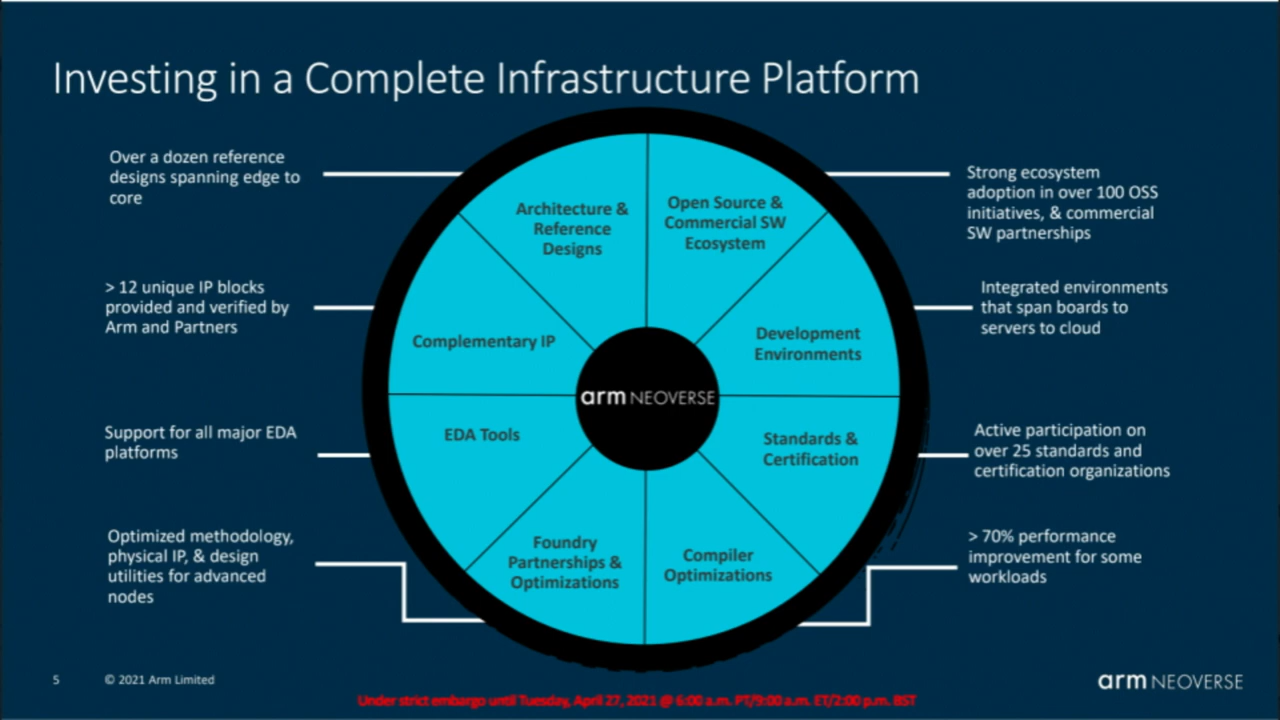 Investing in a Complete Infrastructure Platform
Over a dozen reference
designs spanning edge to
core
> 12 unique IP blocks
provided and verified by
Arm and Partners
Support for all major EDA
platforms
Optimized methodology,
physical IP, & design
utilities for advanced
nodes
Architecture &
Reference
Designs
Open Source &
Commercial SW
Ecosystem
Complementary IP
Development
Environments
arm NEOVERSE
EDA Tools
Standards &
Certification
Foundry
Partnerships &
Optimizations
Compiler
Optimizations
Strong ecosystem
adoption in over 100 OSS
initiatives, & commercial
SW partnerships
Integrated environments
that span boards to
servers to cloud
Active participation on
over 25 standards and
certification organizations
> 70% performance
improvement for some
workloads
5 © 2021 Arm Limited
Under strict embargo until Tuesday, April 27, 2021 @ 6:00 a.m. PT/9:00 a.m. ET/2:00 p.m. BST
arm NEOVERSE